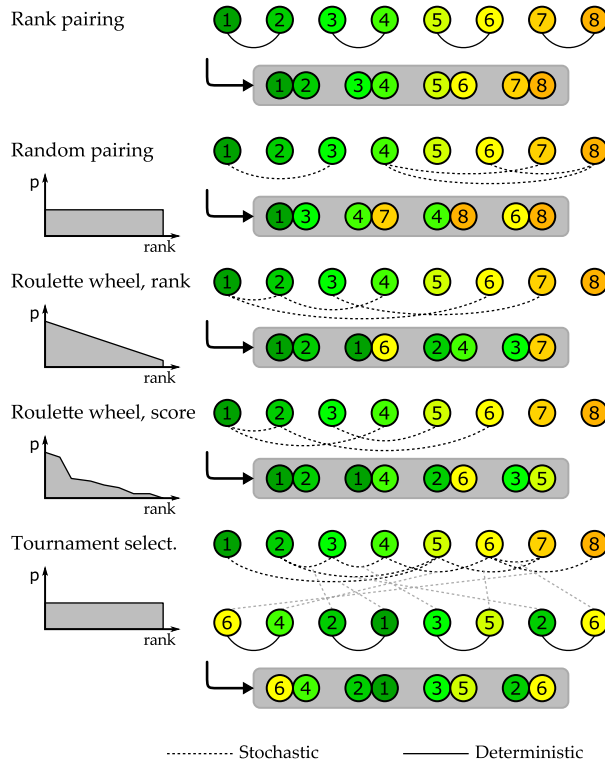 Rank pairing
1 2 3 4 5 6 7 8
1 2 3 4 5 6 7 8
Random pairing
1 2 3 4 5 6 7 8
p
rank
1 3 4 7 4 8 6 8
Roulette wheel, rank
1 2 3 4 5 6 7 8
p
rank
1 2 1 6 2 4 3 7
Roulette wheel, score
1 2 3 4 5 6 7 8
p
rank
1 2 1 4 2 6 3 5
Tournament select.
1 2 3 4 5 6 7 8
p
rank
6 4 2 1 3 5 2 6
6 4 2 1 3 5 2 6
Stochastic
Deterministic